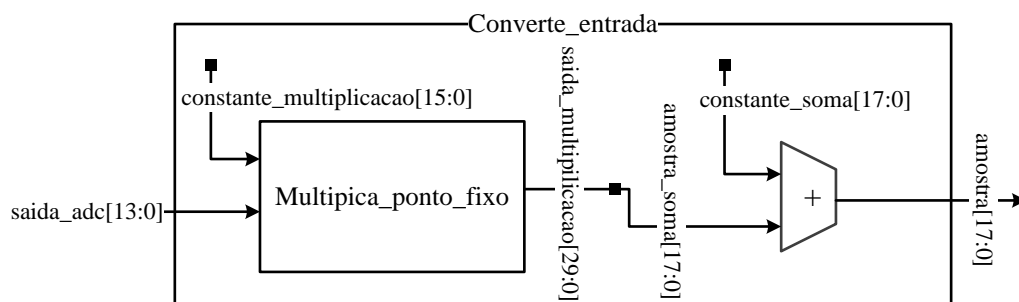 Converte_entrada
constante_multiplicacao[15:0]
saida_adc[13:0]
Multipica_ponto_fixo
saida_multipilicacao[29:0]
amostra_soma[17:0]
constante_soma[17:0]
+
amostra[17:0]